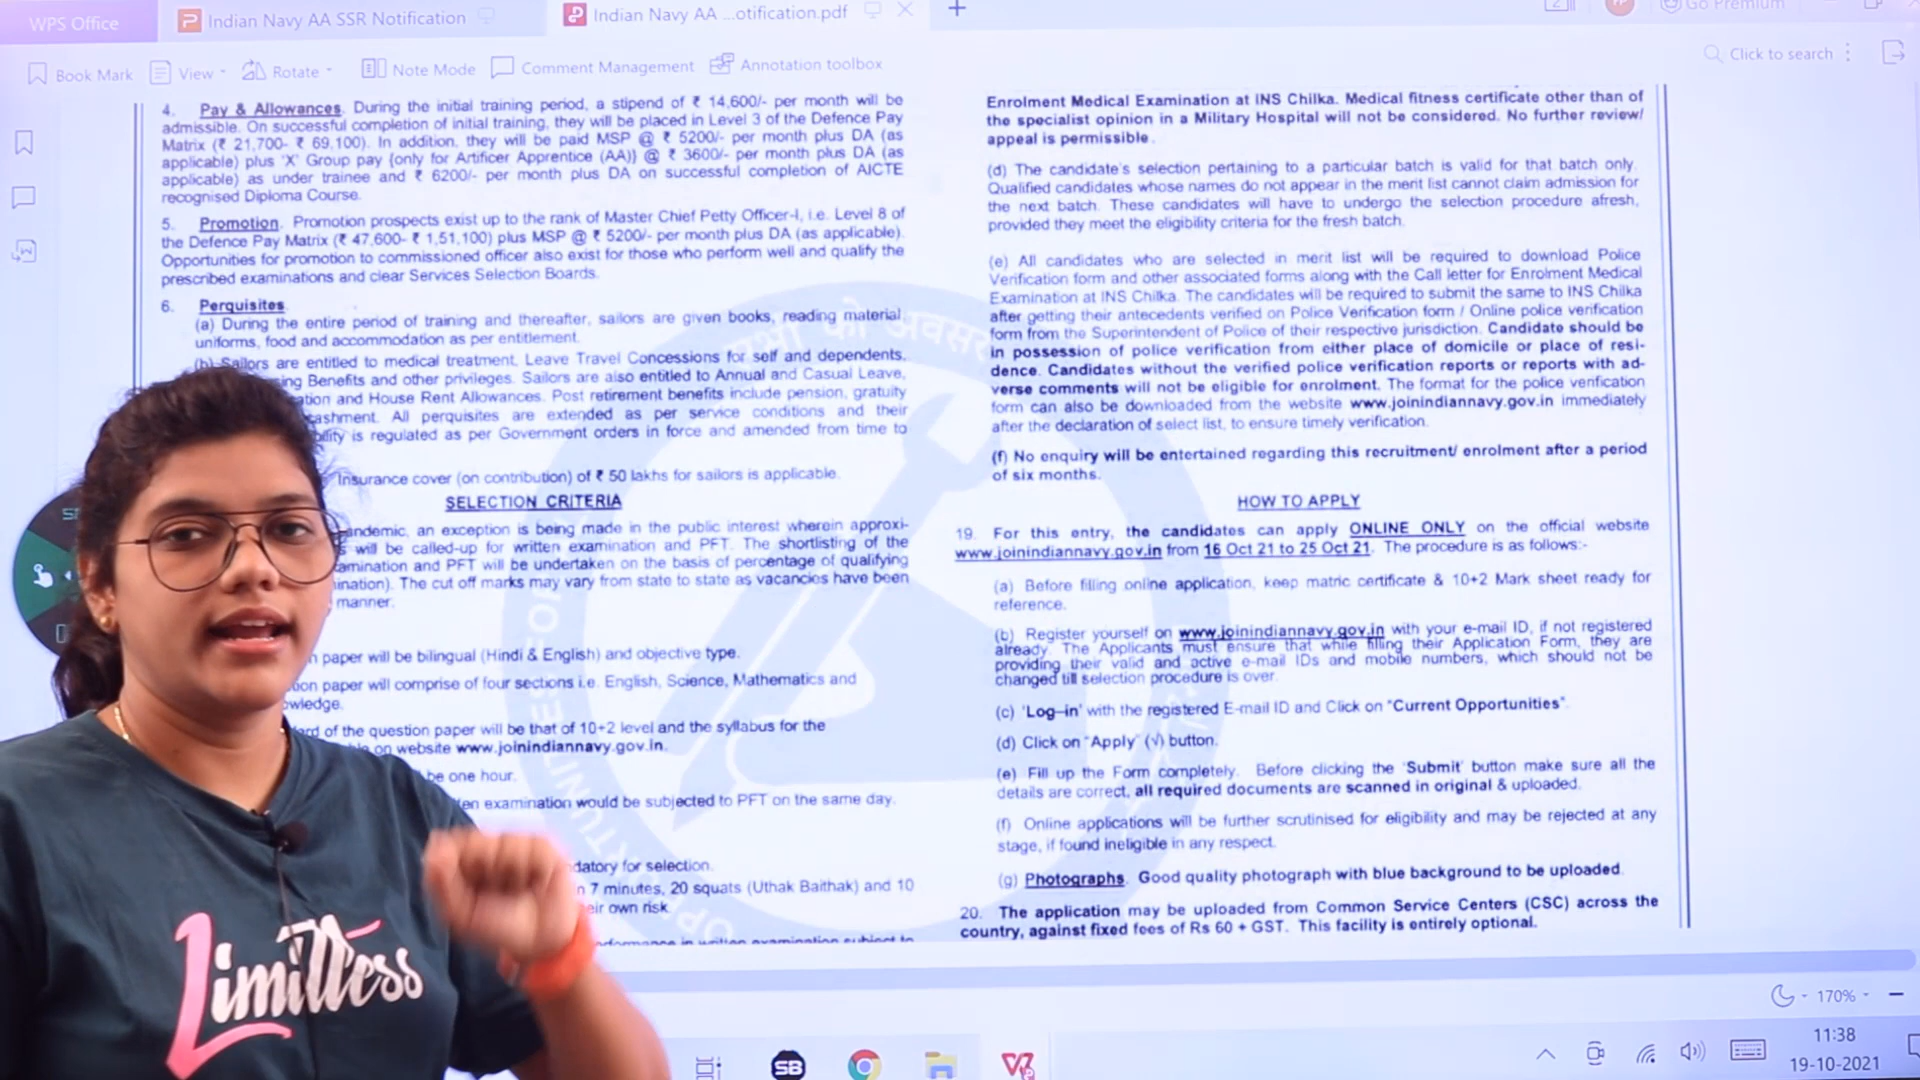 WPS Office
Indian Navy AA SSR Notification
Indian Navy AA ...otification.pdf
Go Premium
Book Mark
View
Rotate
Note Mode
Comment Management
Annotation toolbox
Click to search
4. Pay & Allowances. During the initial training period, a stipend of ₹ 14,600/- per month will be
admissible. On successful completion of initial training, they will be placed in Level 3 of the Defence Pay
Matrix (₹ 21,700- ₹ 69,100). In addition, they will be paid MSP @ ₹ 5200/- per month plus DA (as
applicable) plus 'X' Group pay {only for Artificer Apprentice (AA)} @ ₹ 3600/- per month plus DA (as
applicable) as under trainee and ₹ 6200/- per month plus DA on successful completion of AICTE
recognised Diploma Course.
5. Promotion. Promotion prospects exist up to the rank of Master Chief Petty Officer-I, i.e. Level 8 of
the Defence Pay Matrix (₹ 47,600- ₹ 1,51,100) plus MSP @ ₹ 5200/- per month plus DA (as applicable).
Opportunities for promotion to commissioned officer also exist for those who perform well and qualify the
prescribed examinations and clear Services Selection Boards.
6. Perquisites.
(a) During the entire period of training and thereafter, sailors are given books, reading material,
uniforms, food and accommodation as per entitlement.
(b) Sailors are entitled to medical treatment, Leave Travel Concessions for self and dependents,
ing Benefits and other privileges. Sailors are also entitled to Annual and Casual Leave,
ation and House Rent Allowances. Post retirement benefits include pension, gratuity
ashment. All perquisites are extended as per service conditions and their
bility is regulated as per Government orders in force and amended from time to
Insurance cover (on contribution) of ₹ 50 lakhs for sailors is applicable.
SELECTION CRITERIA
andemic, an exception is being made in the public interest wherein approxi-
s will be called-up for written examination and PFT. The shortlisting of the
amination and PFT will be undertaken on the basis of percentage of qualifying
ination). The cut off marks may vary from state to state as vacancies have been
manner.
n paper will be bilingual (Hindi & English) and objective type.
ion paper will comprise of four sections i.e. English, Science, Mathematics and
wledge.
ard of the question paper will be that of 10+2 level and the syllabus for the
on website www.joinindiannavy.gov.in.
be one hour.
ten examination would be subjected to PFT on the same day.
datory for selection.
n 7 minutes, 20 squats (Uthak Baithak) and 10
eir own risk.
rformance in written examination subject to
Enrolment Medical Examination at INS Chilka. Medical fitness certificate other than of
the specialist opinion in a Military Hospital will not be considered. No further review/
appeal is permissible.
(d) The candidate's selection pertaining to a particular batch is valid for that batch only.
Qualified candidates whose names do not appear in the merit list cannot claim admission for
the next batch. These candidates will have to undergo the selection procedure afresh,
provided they meet the eligibility criteria for the fresh batch.
(e) All candidates who are selected in merit list will be required to download Police
Verification form and other associated forms along with the Call letter for Enrolment Medical
Examination at INS Chilka. The candidates will be required to submit the same to INS Chilka
after getting their antecedents verified on Police Verification form / Online police verification
form from the Superintendent of Police of their respective jurisdiction. Candidate should be
in possession of police verification from either place of domicile or place of resi-
dence. Candidates without the verified police verification reports or reports with ad-
verse comments will not be eligible for enrolment. The format for the police verification
form can also be downloaded from the website www.joinindiannavy.gov.in immediately
after the declaration of select list, to ensure timely verification.
(f) No enquiry will be entertained regarding this recruitment/ enrolment after a period
of six months.
HOW TO APPLY
19. For this entry, the candidates can apply ONLINE ONLY on the official website
www.joinindiannavy.gov.in from 16 Oct 21 to 25 Oct 21. The procedure is as follows:-
(a) Before filling online application, keep matric certificate & 10+2 Mark sheet ready for
reference.
(b) Register yourself on www.joinindiannavy.gov.in with your e-mail ID, if not registered
already. The Applicants must ensure that while filling their Application Form, they are
providing their valid and active e-mail IDs and mobile numbers, which should not be
changed till selection procedure is over.
(c) 'Log-in' with the registered E-mail ID and Click on "Current Opportunities".
(d) Click on "Apply" (√) button.
(e) Fill up the Form completely. Before clicking the 'Submit' button make sure all the
details are correct, all required documents are scanned in original & uploaded.
(f) Online applications will be further scrutinised for eligibility and may be rejected at any
stage, if found ineligible in any respect.
(g) Photographs. Good quality photograph with blue background to be uploaded.
20. The application may be uploaded from Common Service Centers (CSC) across the
country, against fixed fees of Rs 60 + GST. This facility is entirely optional.
Limitless
170%
SB
11:38
19-10-2021